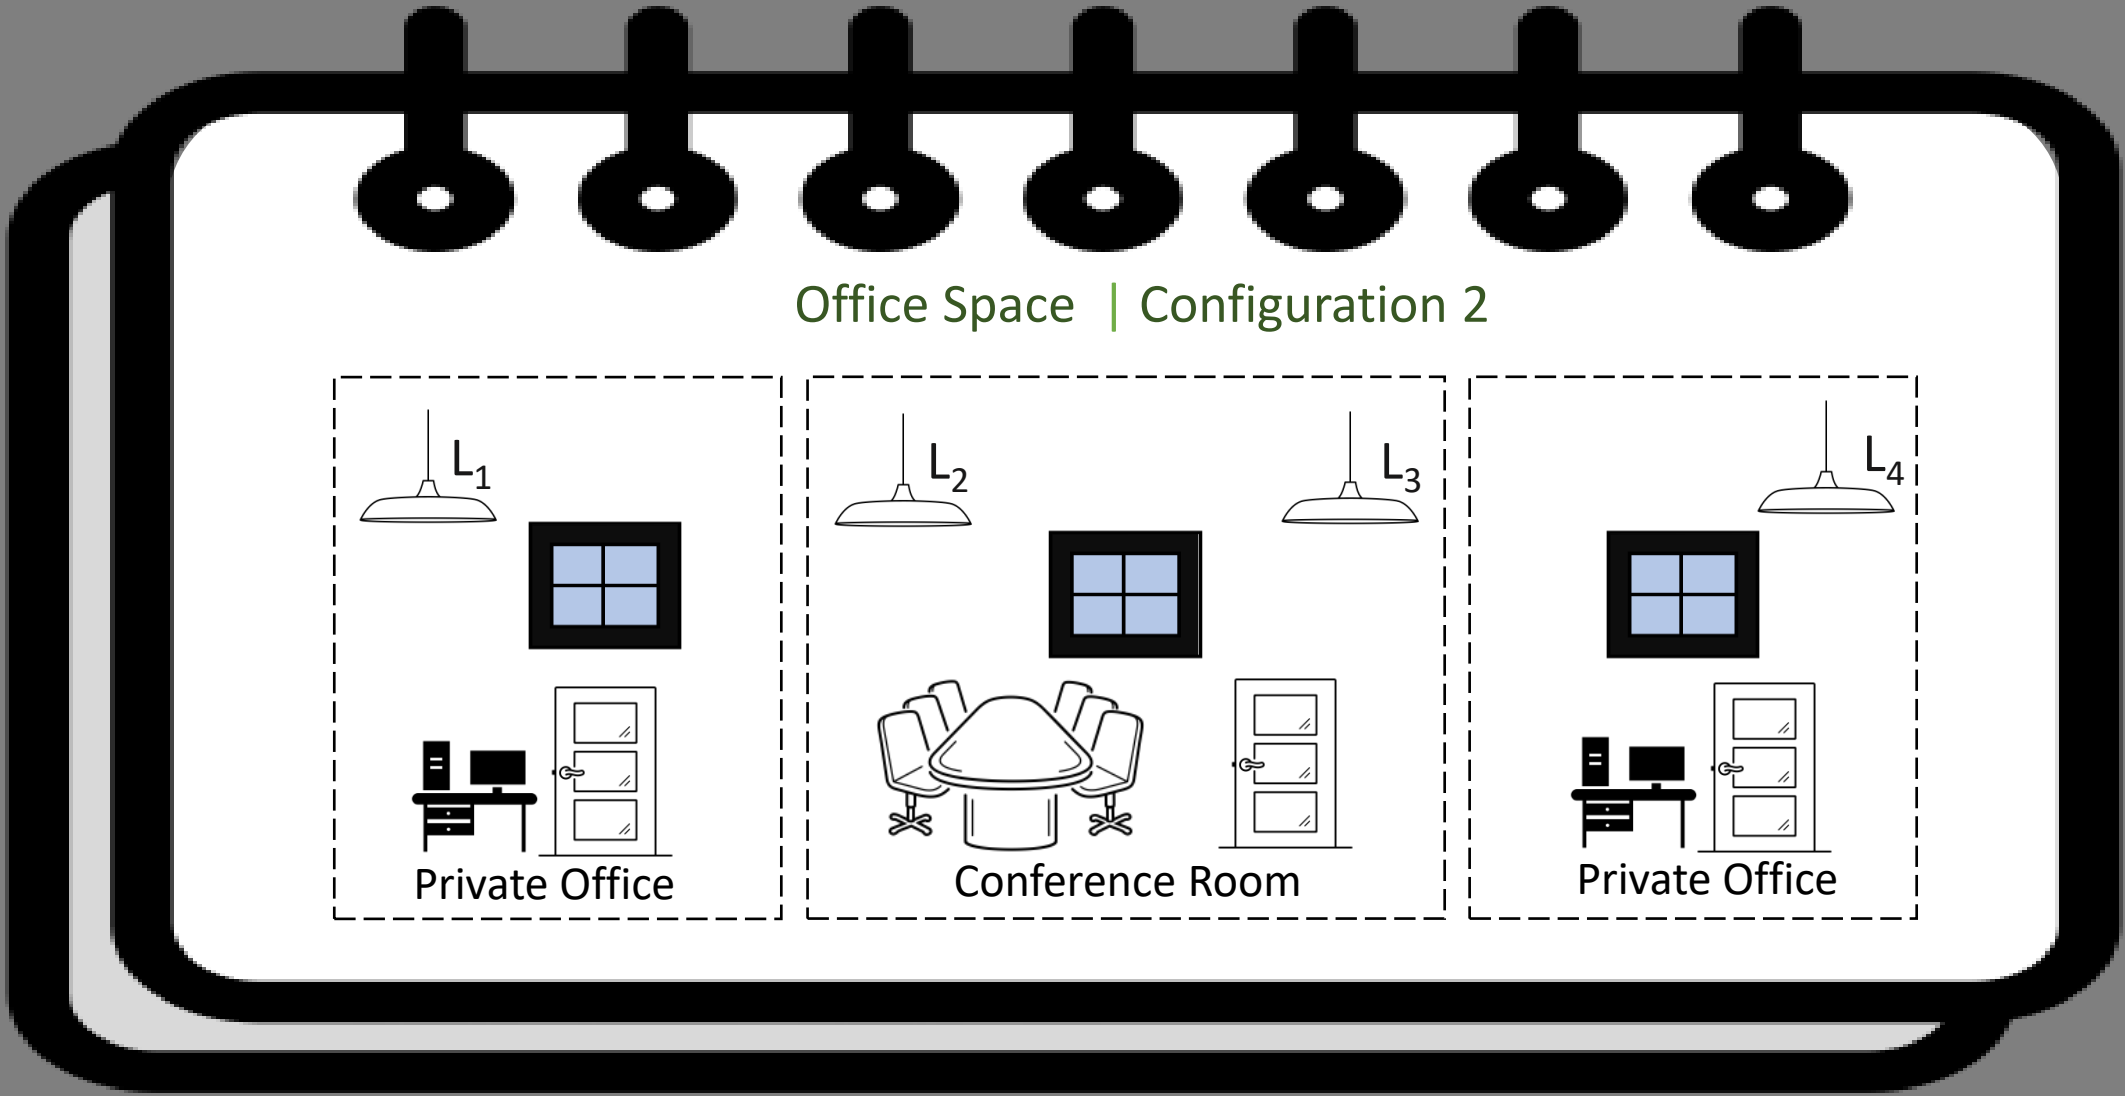 Office Space | Configuration 2
L1
L2
L3
L4
Private Office
Conference Room
Private Office